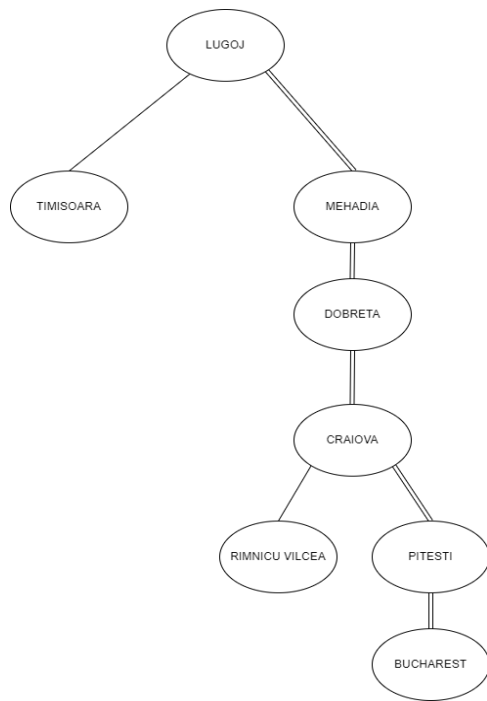 LUGOJ
TIMISOARA
MEHADIA
DOBRETA
CRAIOVA
RIMNICU VILCEA
PITESTI
BUCHAREST